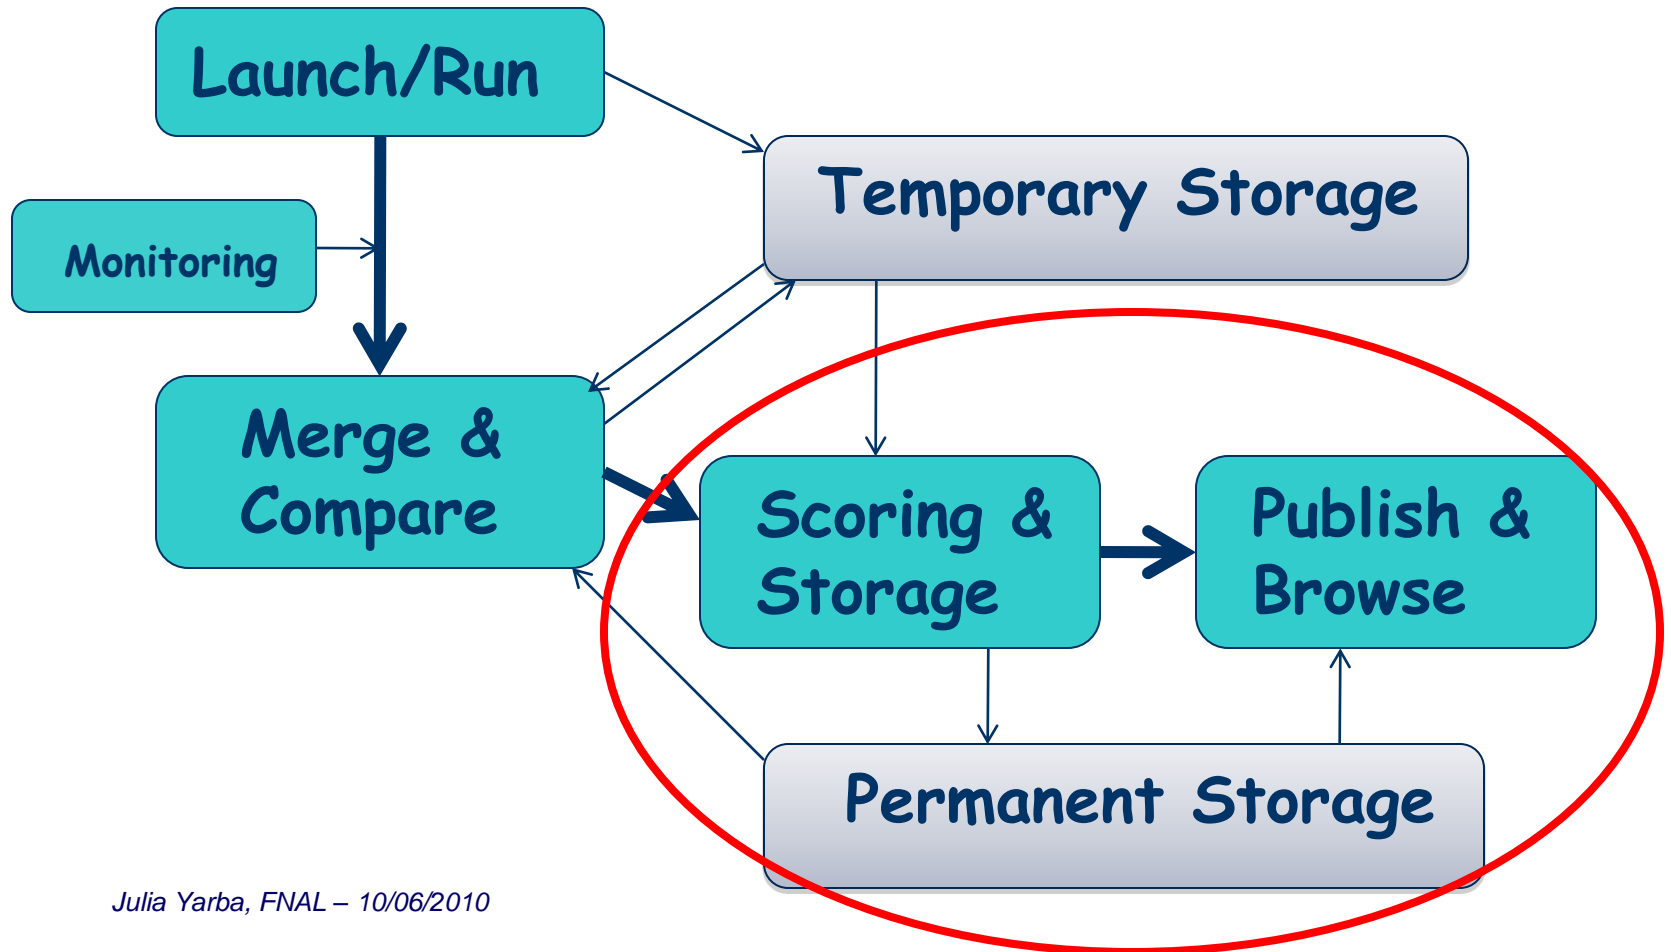 Launch/Run
Temporary Storage
Monitoring
Merge &
Compare
Scoring &
Storage
Publish &
Browse
Permanent Storage
Julia Yarba, FNAL – 10/06/2010